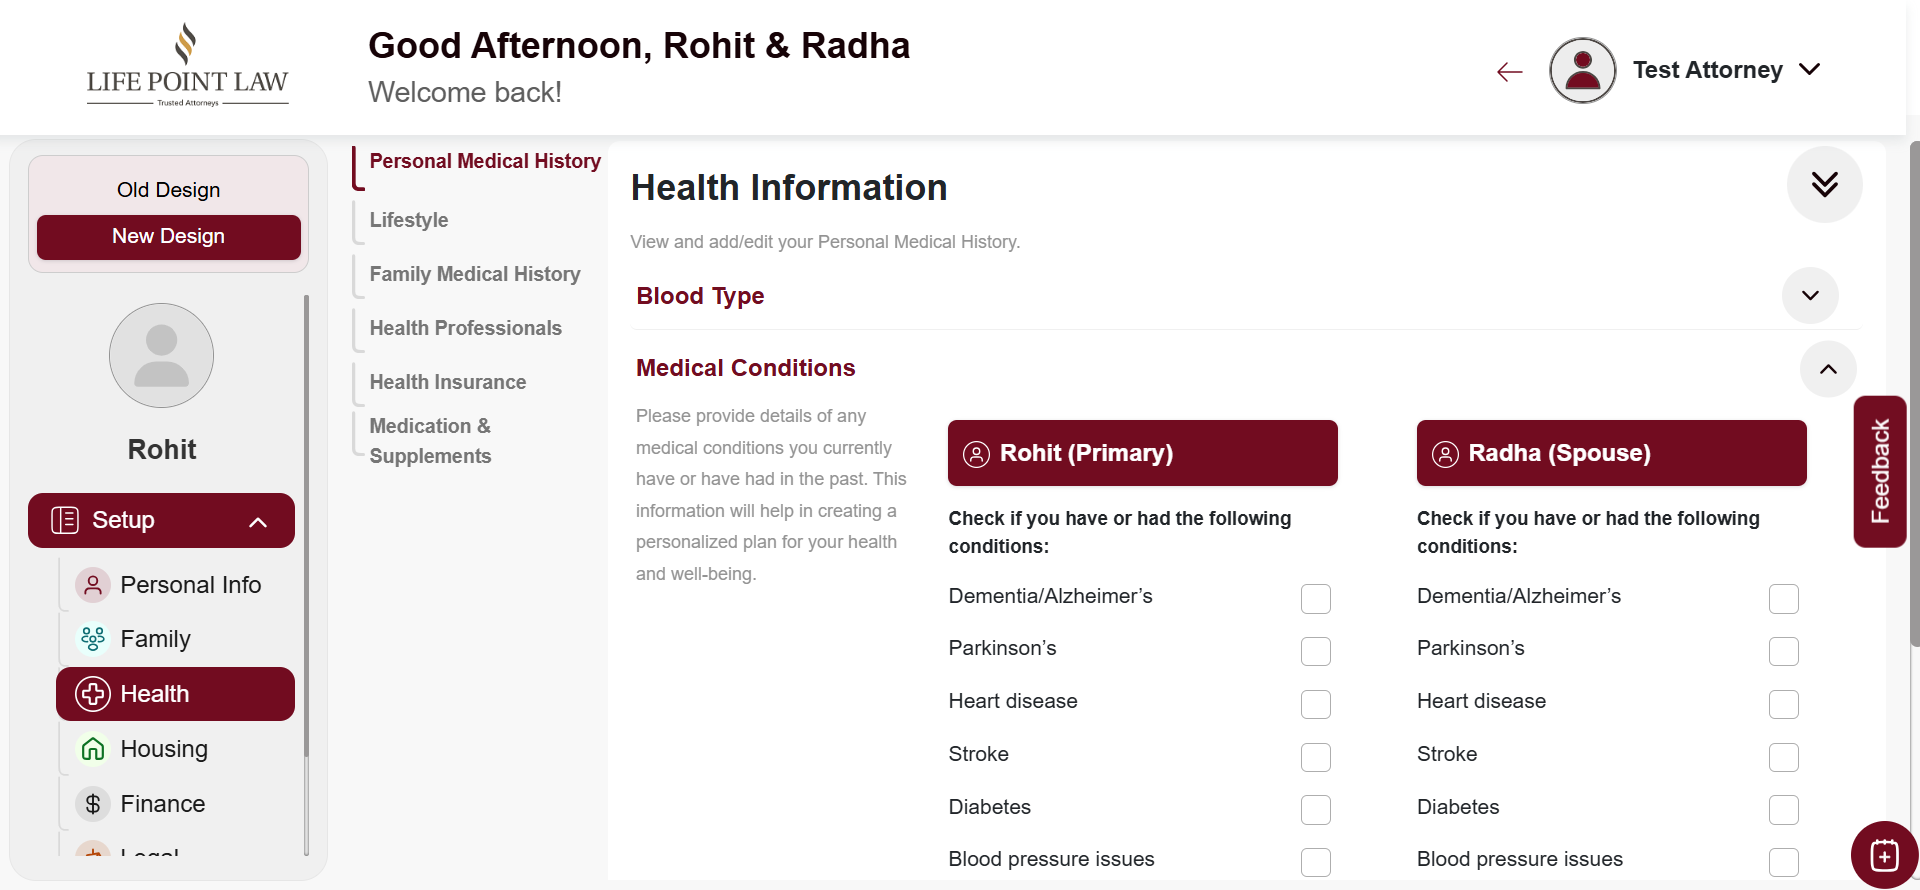 LIFE POINT LAW
Trusted Attorneys
Good Afternoon, Rohit & Radha
Welcome back!
Test Attorney
Old Design
New Design
Rohit
Setup
Personal Info
Family
Health
Housing
Finance
Legal
Personal Medical History
Lifestyle
Family Medical History
Health Professionals
Health Insurance
Medication &
Supplements
Health Information
View and add/edit your Personal Medical History.
Blood Type
Medical Conditions
Please provide details of any
medical conditions you currently
have or have had in the past. This
information will help in creating a
personalized plan for your health
and well-being.
Rohit (Primary)
Check if you have or had the following
conditions:
Dementia/Alzheimer’s
Parkinson’s
Heart disease
Stroke
Diabetes
Blood pressure issues
Radha (Spouse)
Check if you have or had the following
conditions:
Dementia/Alzheimer’s
Parkinson’s
Heart disease
Stroke
Diabetes
Blood pressure issues
Feedback